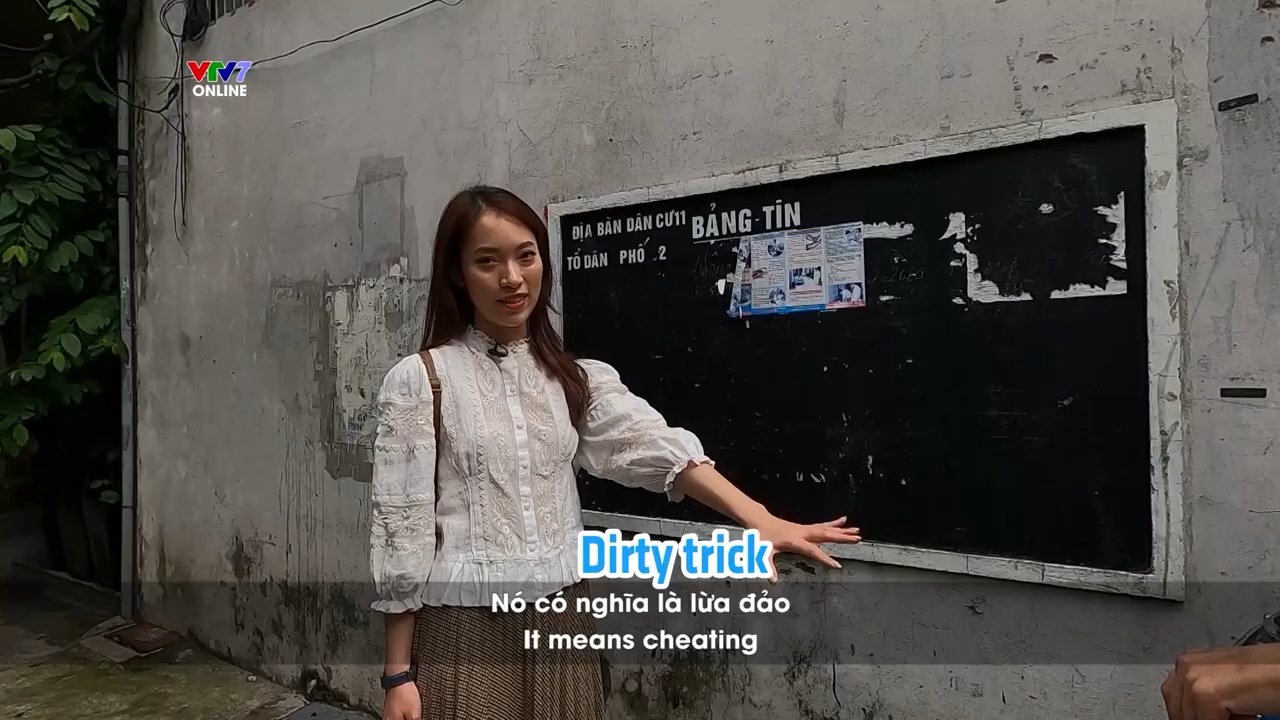 VTV7
ONLINE
ĐỊA BÀN DÂN CƯ 11
BẢNG TIN
TỔ DÂN PHỐ 2
Dirty trick
Nó có nghĩa là lừa đảo
It means cheating